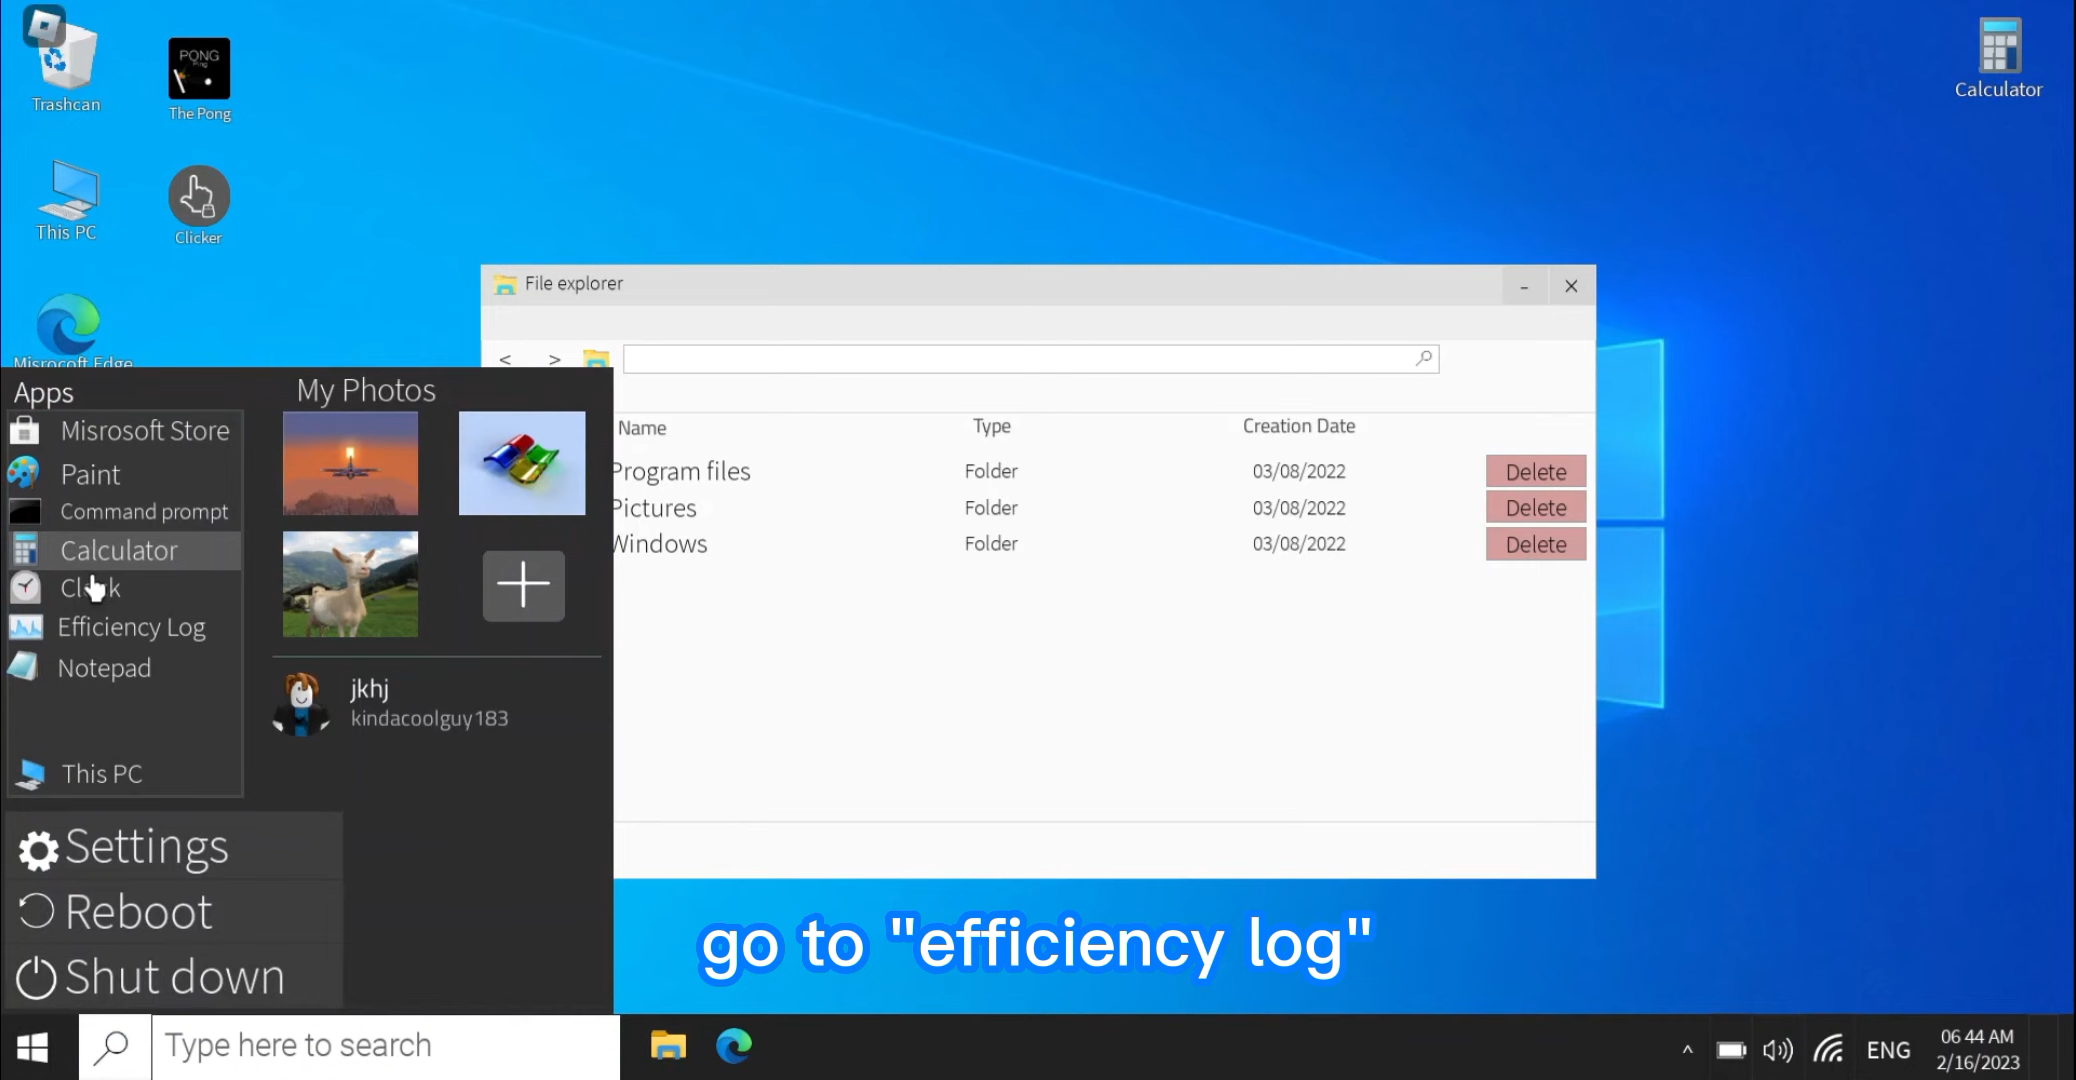 Trashcan
PONG
Ping
The Pong
Calculator
This PC
Clicker
Misrocoft Edge
File explorer
Apps
Misrosoft Store
Paint
Command prompt
Calculator
Efficiency Log
Notepad
This PC
My Photos
jkhj
kindacoolguy183
Settings
Reboot
Shut down
Name Type Creation Date
Program files Folder 03/08/2022 Delete
Pictures Folder 03/08/2022 Delete
Windows Folder 03/08/2022 Delete
go to "efficiency log"
Type here to search
ENG
06 44 AM
2/16/2023